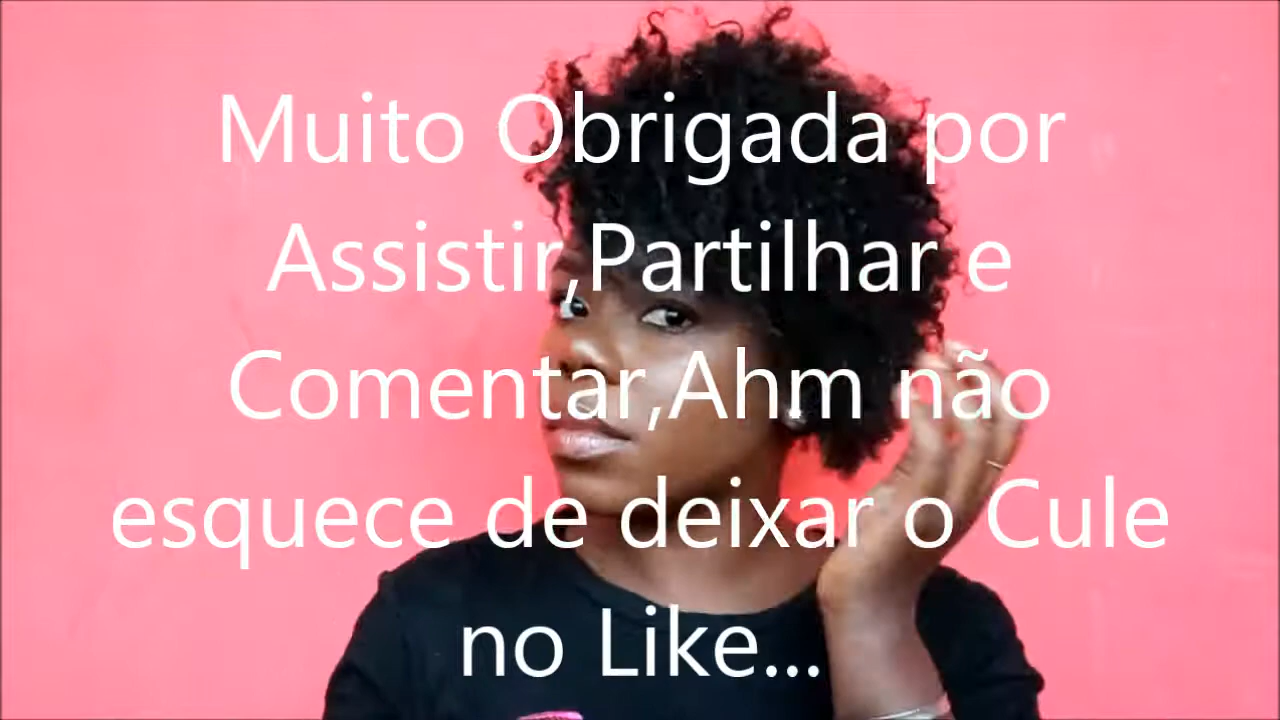 Muito Obrigada por
Assistir,Partilhar e
Comentar,Ahm não
esquece de deixar o Cule
no Like...